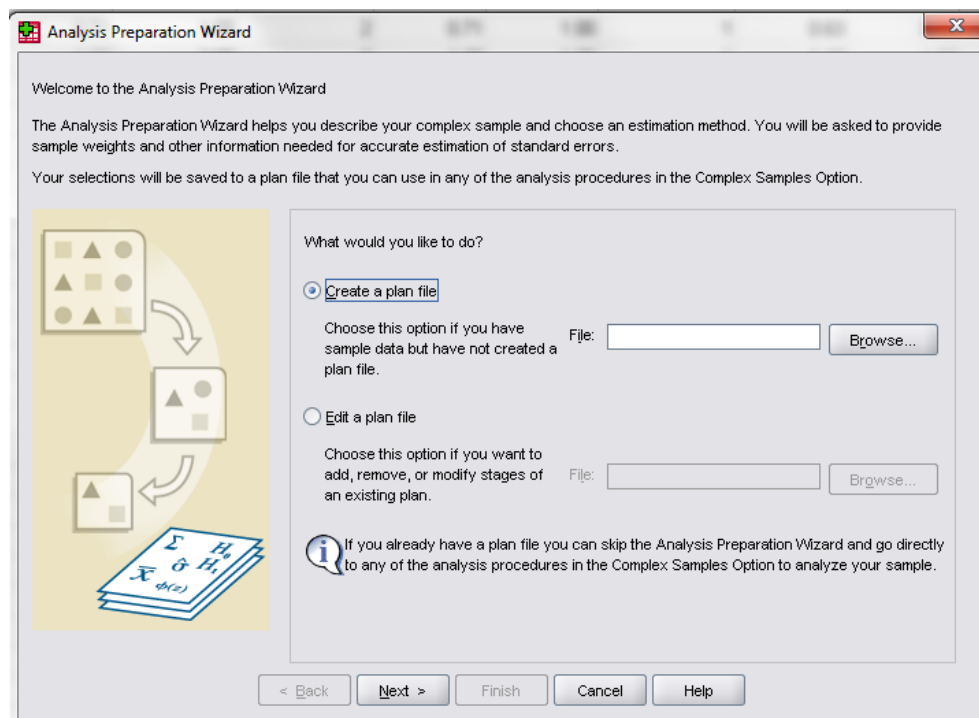 Analysis Preparation Wizard
Welcome to the Analysis Preparation Wizard
The Analysis Preparation Wizard helps you describe your complex sample and choose an estimation method. You will be asked to provide
sample weights and other information needed for accurate estimation of standard errors.
Your selections will be saved to a plan file that you can use in any of the analysis procedures in the Complex Samples Option.
What would you like to do?
Create a plan file
Choose this option if you have
sample data but have not created a
plan file.
File:
Browse...
Edit a plan file
Choose this option if you want to
add, remove, or modify stages of
an existing plan.
File:
Browse...
If you already have a plan file you can skip the Analysis Preparation Wizard and go directly
to any of the analysis procedures in the Complex Samples Option to analyze your sample.
Σ H₀
x̄ σ̂ H₁
φ(z)
< Back Next > Finish Cancel Help